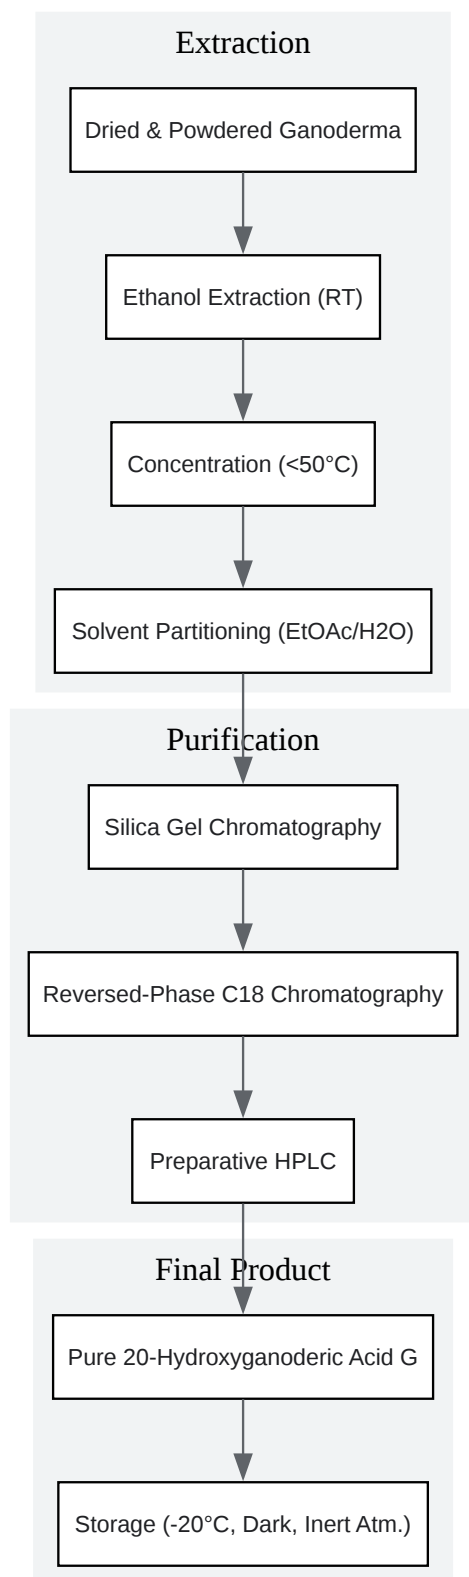 Extraction
Dried & Powdered Ganoderma
Ethanol Extraction (RT)
Concentration (<50°C)
Solvent Partitioning (EtOAc/H2O)
Purification
Silica Gel Chromatography
Reversed-Phase C18 Chromatography
Preparative HPLC
Final Product
Pure 20-Hydroxyganoderic Acid G
Storage (-20°C, Dark, Inert Atm.)